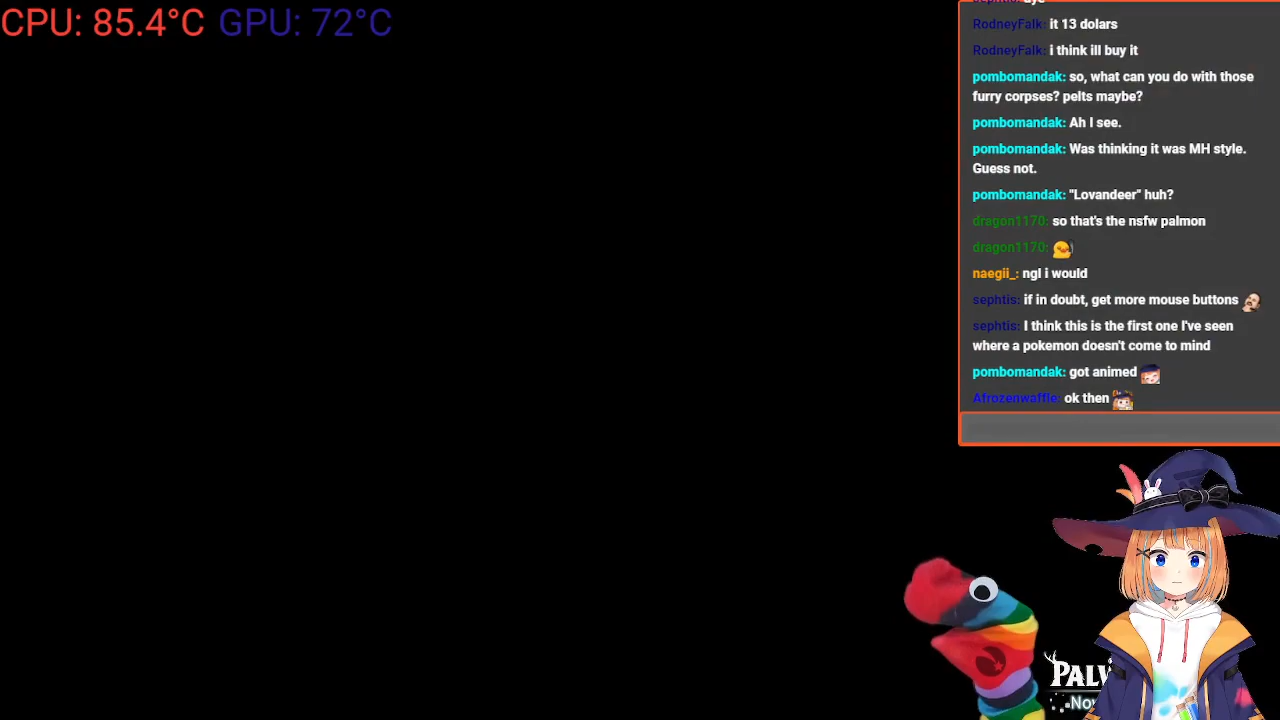 CPU: 85.4°C GPU: 72°C
RodneyFalk: it 13 dolars
RodneyFalk: i think ill buy it
pombomandak: so, what can you do with those
furry corpses? pelts maybe?
pombomandak: Ah I see.
pombomandak: Was thinking it was MH style.
Guess not.
pombomandak: "Lovandeer" huh?
dragon1170: so that's the nsfw palmon
dragon1170:
naegii_: ngl i would
sephtis: if in doubt, get more mouse buttons
sephtis: I think this is the first one I've seen
where a pokemon doesn't come to mind
pombomandak: got animed
Afrozenwaffle: ok then